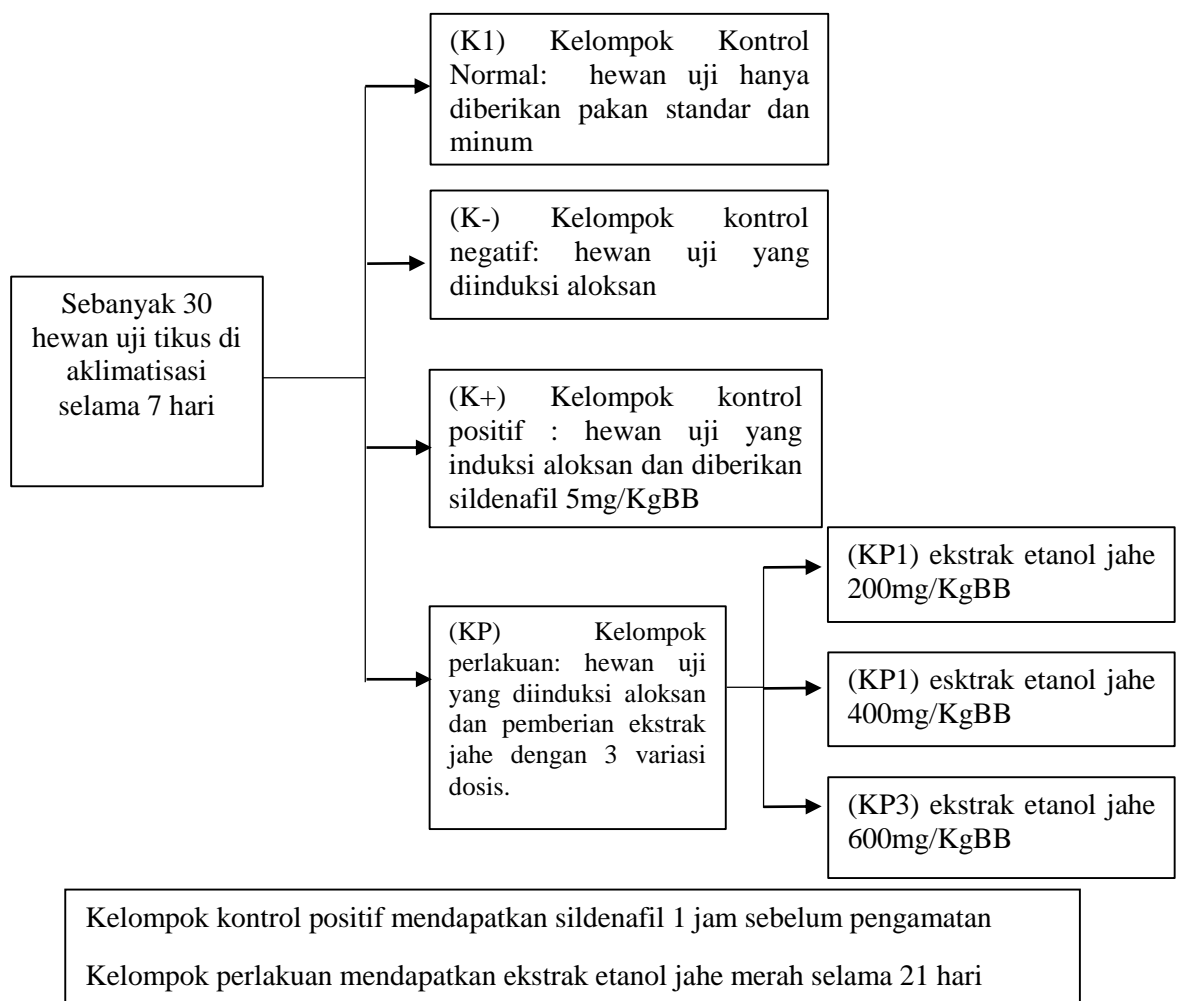 (K1) Kelompok Kontrol
Normal: hewan uji hanya
diberikan pakan standar dan
minum
(K-) Kelompok kontrol
negatif: hewan uji yang
diinduksi aloksan
Sebanyak 30
hewan uji tikus di
aklimatisasi
selama 7 hari
(K+) Kelompok kontrol
positif : hewan uji yang
induksi aloksan dan diberikan
sildenafil 5mg/KgBB
(KP) Kelompok
perlakuan: hewan uji
yang diinduksi aloksan
dan pemberian ekstrak
jahe dengan 3 variasi
dosis.
(KP1) ekstrak etanol jahe
200mg/KgBB
(KP1) esktrak etanol jahe
400mg/KgBB
(KP3) ekstrak etanol jahe
600mg/KgBB
Kelompok kontrol positif mendapatkan sildenafil 1 jam sebelum pengamatan
Kelompok perlakuan mendapatkan ekstrak etanol jahe merah selama 21 hari